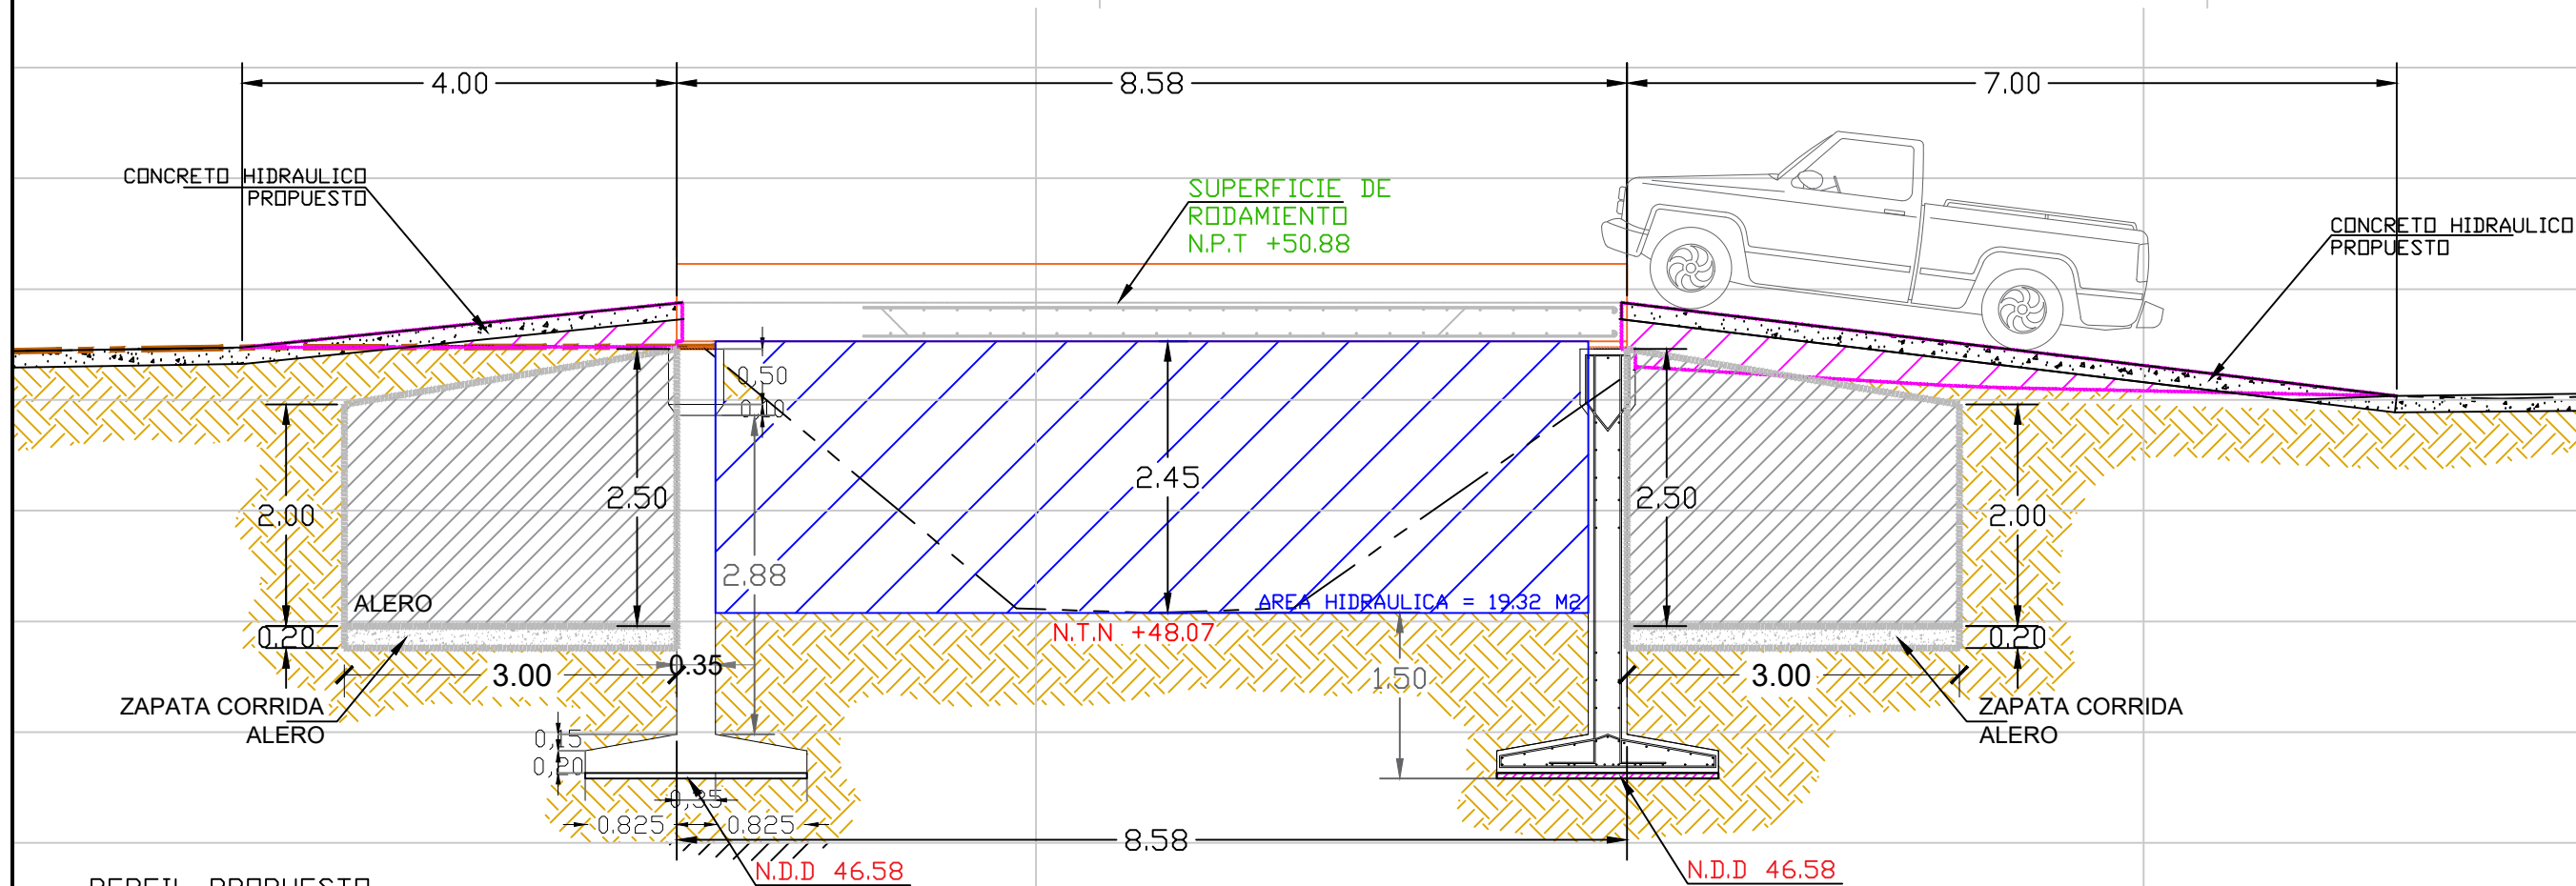 4.00
8.58
7.00
CONCRETO HIDRAULICO
PROPUESTO
SUPERFICIE DE
RODAMIENTO
N.P.T +50.88
CONCRETO HIDRAULICO
PROPUESTO
0,50
0,10
2.45
2.50
2.50
2.00
2.00
2.88
ALERO
AREA HIDRAULICA = 19.32 M2
N.T.N +48.07
0.20
0.20
0.35
3.00
1.50
3.00
ZAPATA CORRIDA
ALERO
ZAPATA CORRIDA
ALERO
0,15
0,20
0,35
0.825
0.825
8.58
N.D.D 46.58
N.D.D 46.58
PERFIL PROPUESTO